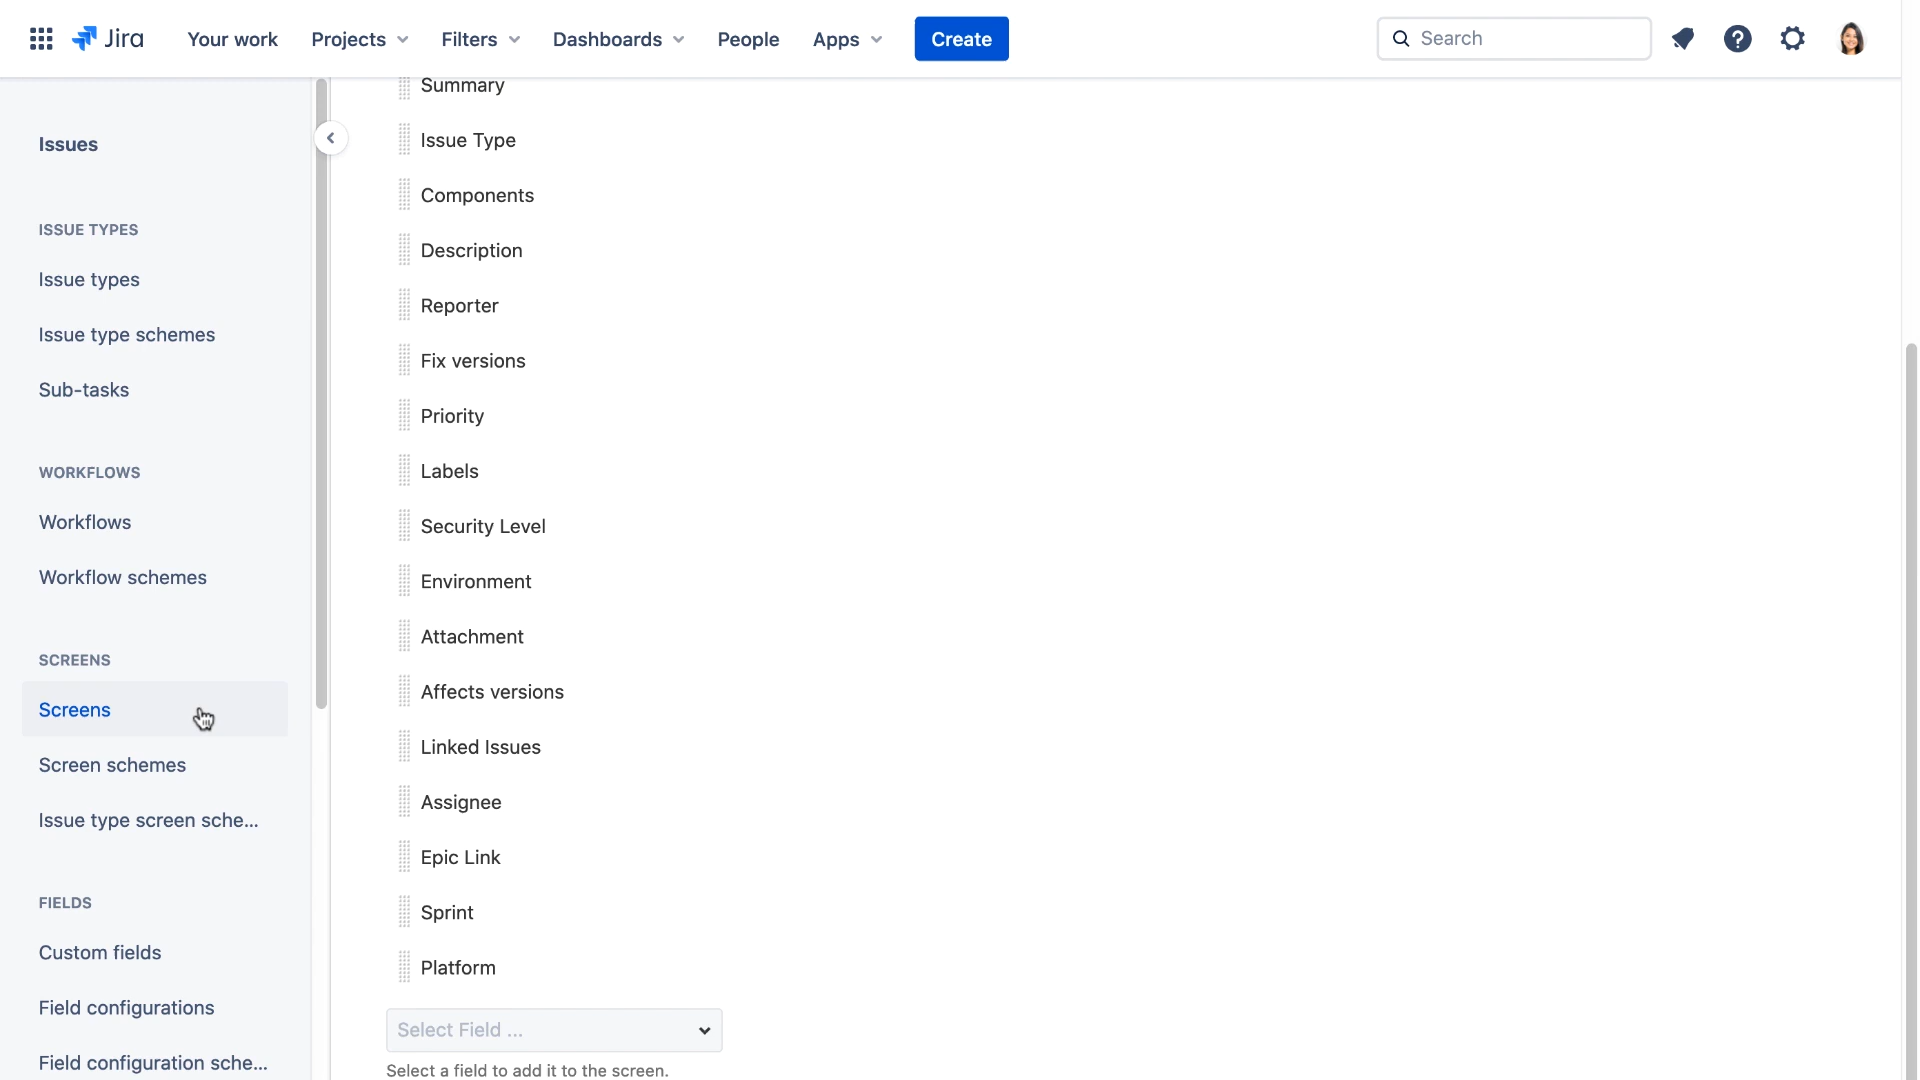 Jira
Your work
Projects
Filters
Dashboards
People
Apps
Create
Search
Issues
ISSUE TYPES
Issue types
Issue type schemes
Sub-tasks
WORKFLOWS
Workflows
Workflow schemes
SCREENS
Screens
Screen schemes
Issue type screen sche...
FIELDS
Custom fields
Field configurations
Field configuration sche...
Summary
Issue Type
Components
Description
Reporter
Fix versions
Priority
Labels
Security Level
Environment
Attachment
Affects versions
Linked Issues
Assignee
Epic Link
Sprint
Platform
Select Field ...
Select a field to add it to the screen.